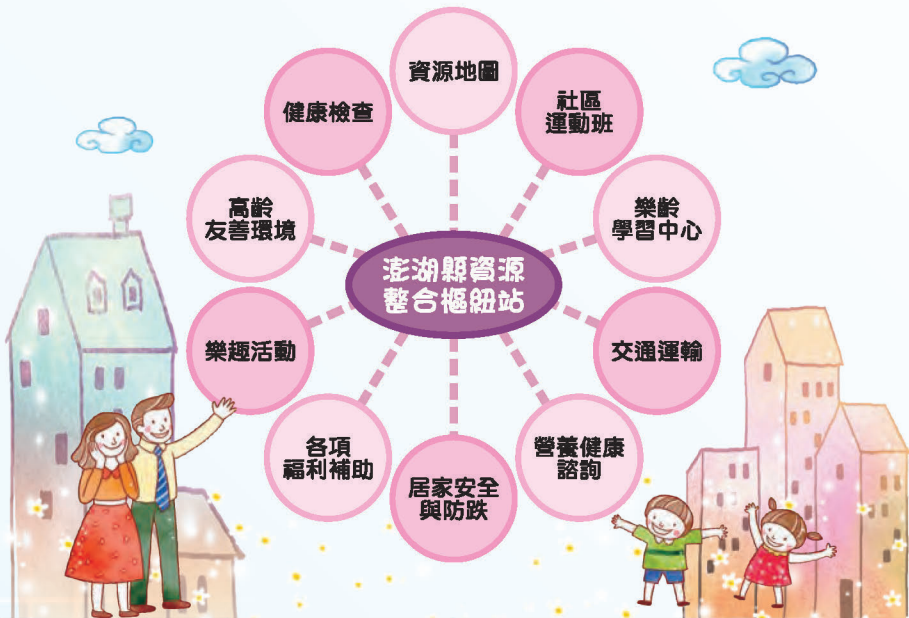 資源地圖
社區
運動班
樂齡
學習中心
交通運輸
營養健康
諮詢
居家安全
與防跌
各項
福利補助
樂趣活動
高齡
友善環境
健康檢查
澎湖縣資源
整合樞紐站